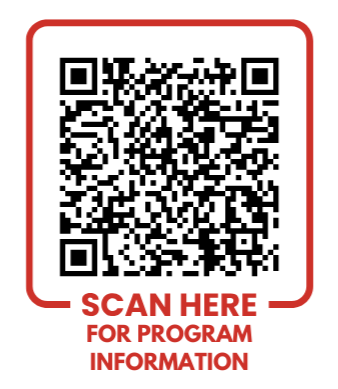 SCAN HERE
FOR PROGRAM
INFORMATION